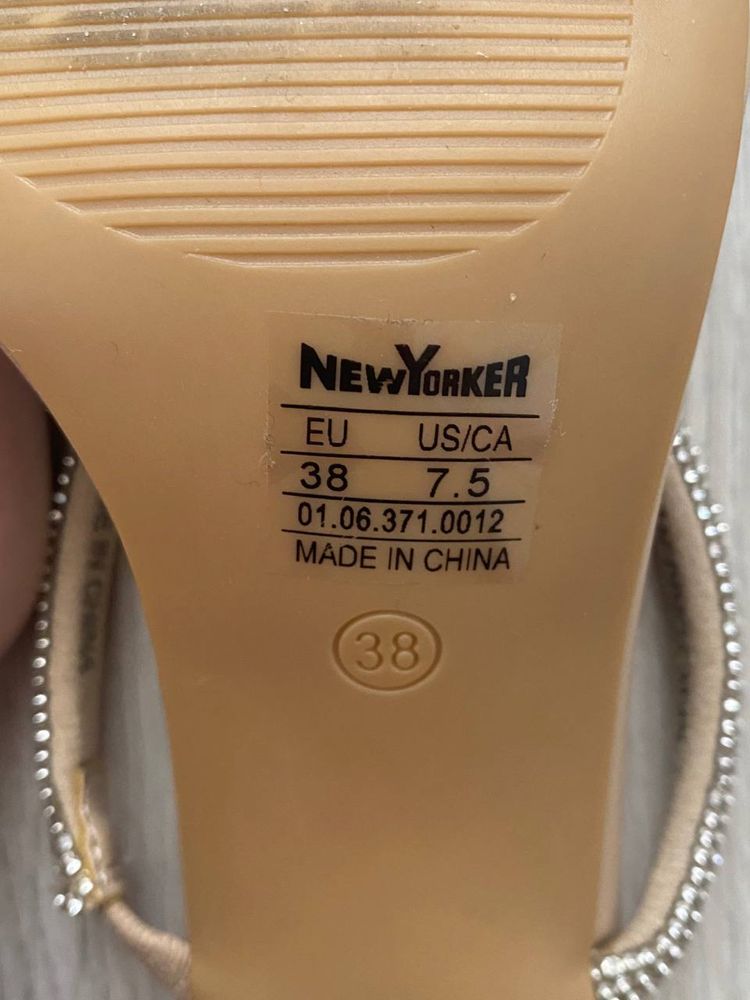 NEWYORKER
EU US/CA
38 7.5
01.06.371.0012
MADE IN CHINA
38